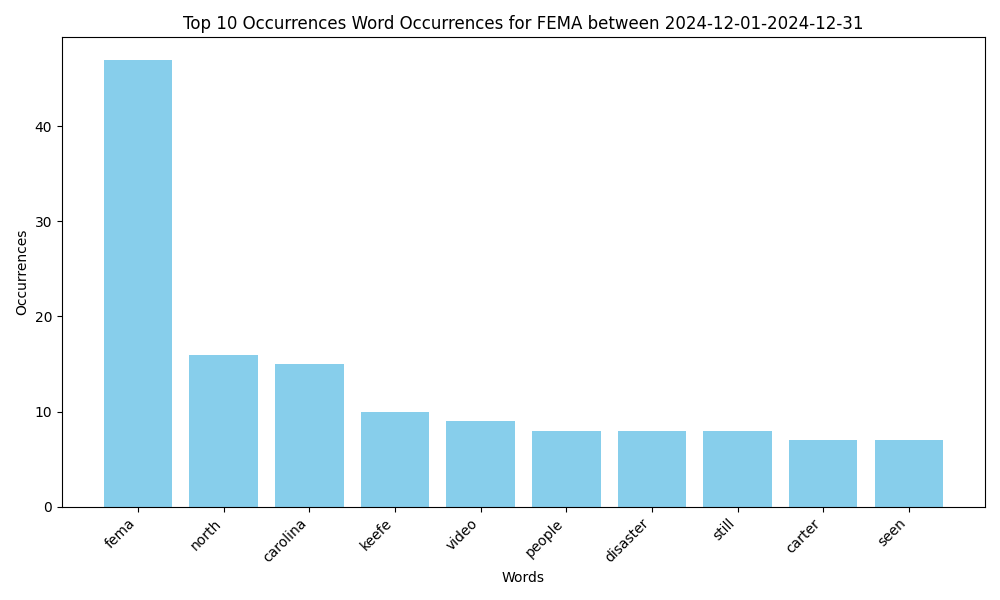 Top 10 Occurrences Word Occurrences for FEMA between 2024-12-01-2024-12-31
Occurrences
40
30
20
10
0
fema
north
carolina
keefe
video
people
disaster
still
carter
seen
Words